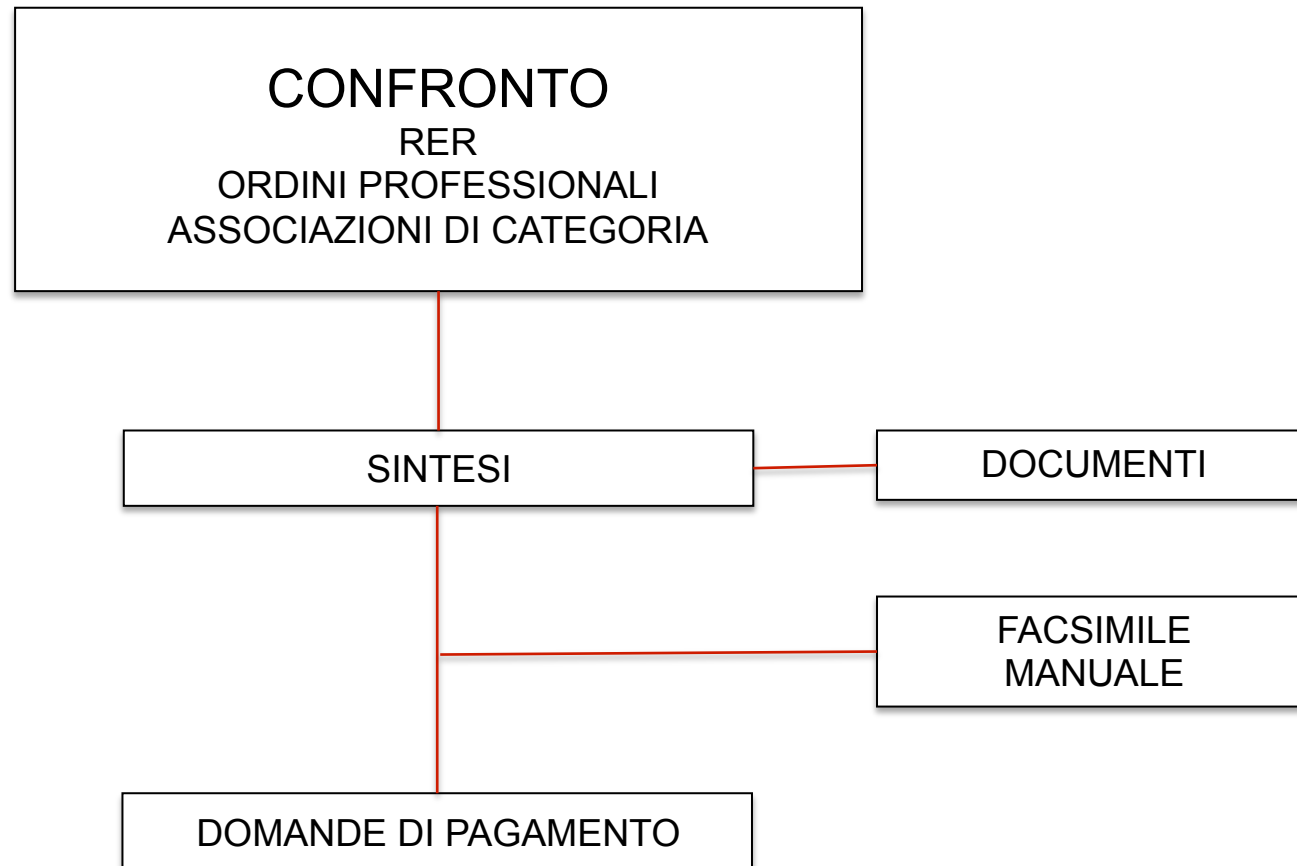 CONFRONTO
RER
ORDINI PROFESSIONALI
ASSOCIAZIONI DI CATEGORIA
SINTESI
DOCUMENTI
FACSIMILE
MANUALE
DOMANDE DI PAGAMENTO